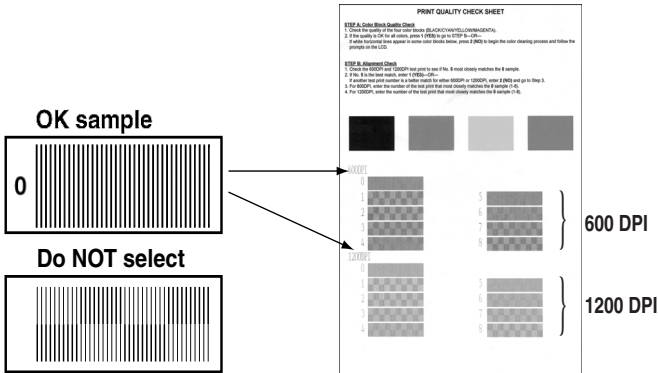 PRINT QUALITY CHECK SHEET
STEP A: Color Block Quality Check
1. Check the quality of the four color blocks (BLACK/CYAN/YELLOW/MAGENTA).
2. If the quality is OK for all colors, press 1 (YES) to go to STEP B—OR—
If white horizontal lines appear in some color blocks below, press 2 (NO) to begin the color cleaning process and follow the
prompts on the LCD.
STEP B: Alignment Check
1. Check the 600DPI and 1200DPI test print to see if No. 5 most closely matches the 0 sample.
2. If No. 5 is the best match, enter 1 (YES)—OR—
If another test print number is a better match for either 600DPI or 1200DPI, enter 2 (NO) and go to Step 3.
3. For 600DPI, enter the number of the test print that most closely matches the 0 sample (1-8).
4. For 1200DPI, enter the number of the test print that most closely matches the 0 sample (1-8).
OK sample
0
Do NOT select
600DPI
0
1
2
3
4
5
6
7
8
600 DPI
1200DPI
0
1
2
3
4
5
6
7
8
1200 DPI